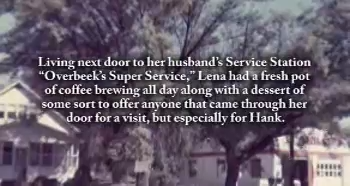 Living next door to her husband's Service Station
"Overbeek's Super Service," Lena had a fresh pot
of coffee brewing all day along with a dessert of
some sort to offer anyone that came through her
door for a visit, but especially for Hank.